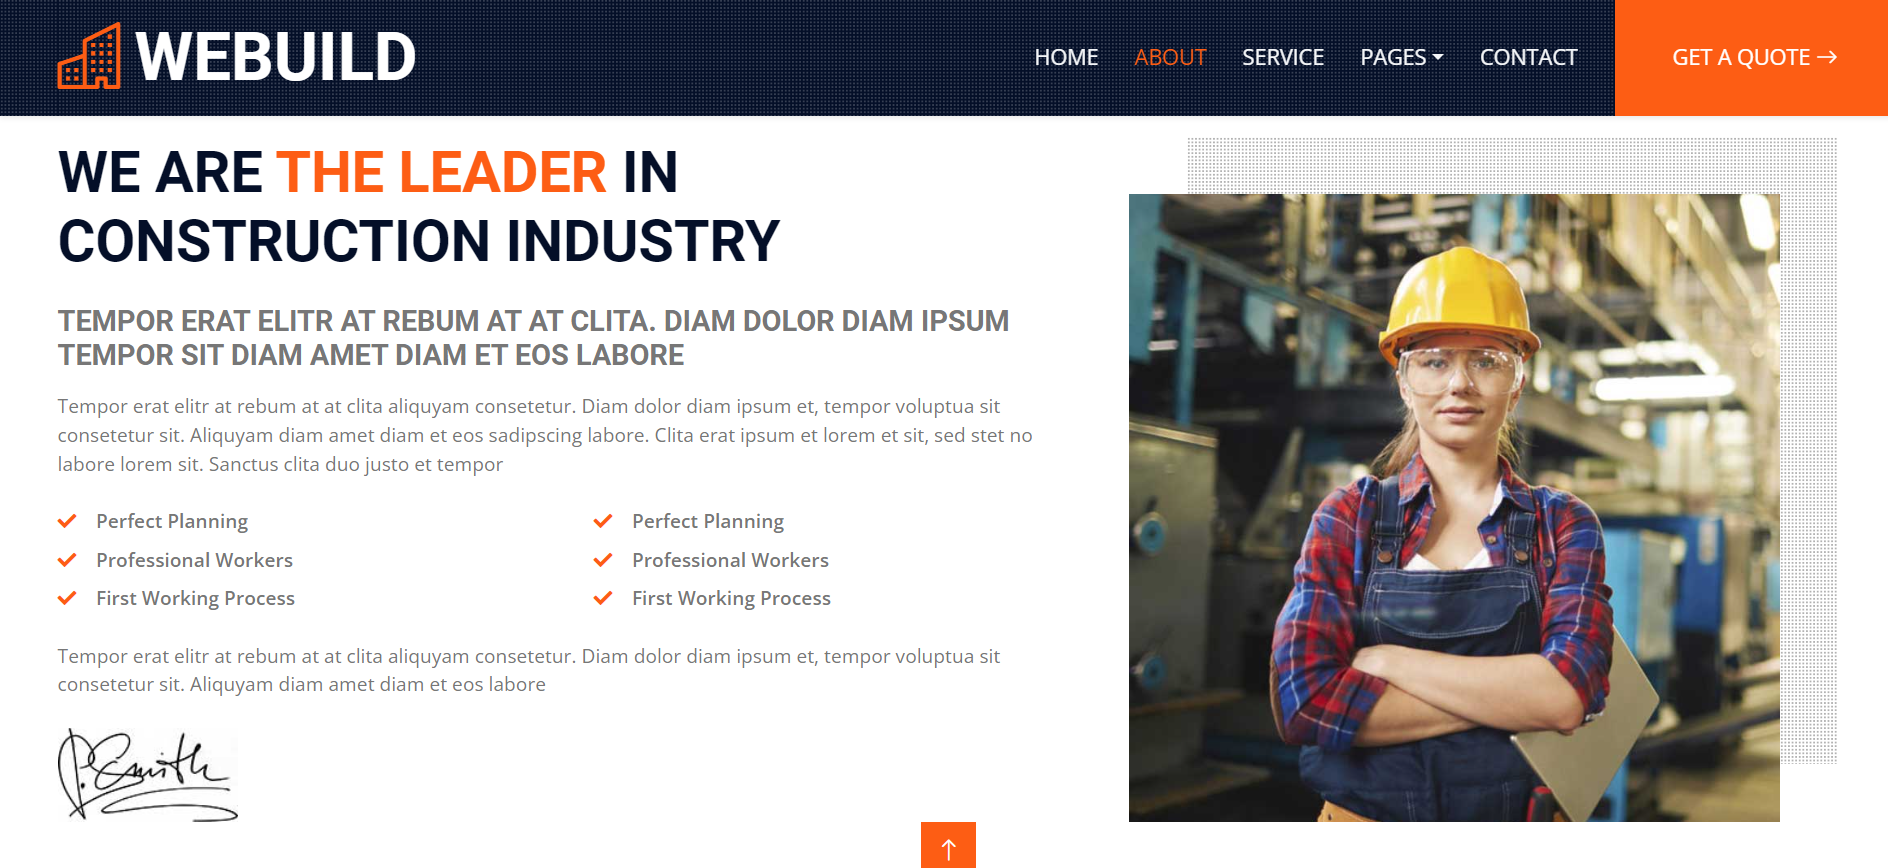 WEBUILD
HOME ABOUT SERVICE PAGES CONTACT GET A QUOTE →
WE ARE THE LEADER IN
CONSTRUCTION INDUSTRY
TEMPOR ERAT ELITR AT REBUM AT AT CLITA. DIAM DOLOR DIAM IPSUM
TEMPOR SIT DIAM AMET DIAM ET EOS LABORE
Tempor erat elitr at rebum at at clita aliquyam consetetur. Diam dolor diam ipsum et, tempor voluptua sit
consetetur sit. Aliquyam diam amet diam et eos sadipscing labore. Clita erat ipsum et lorem et sit, sed stet no
labore lorem sit. Sanctus clita duo justo et tempor
Perfect Planning
Professional Workers
First Working Process
Perfect Planning
Professional Workers
First Working Process
Tempor erat elitr at rebum at at clita aliquyam consetetur. Diam dolor diam ipsum et, tempor voluptua sit
consetetur sit. Aliquyam diam amet diam et eos labore
J. Smith